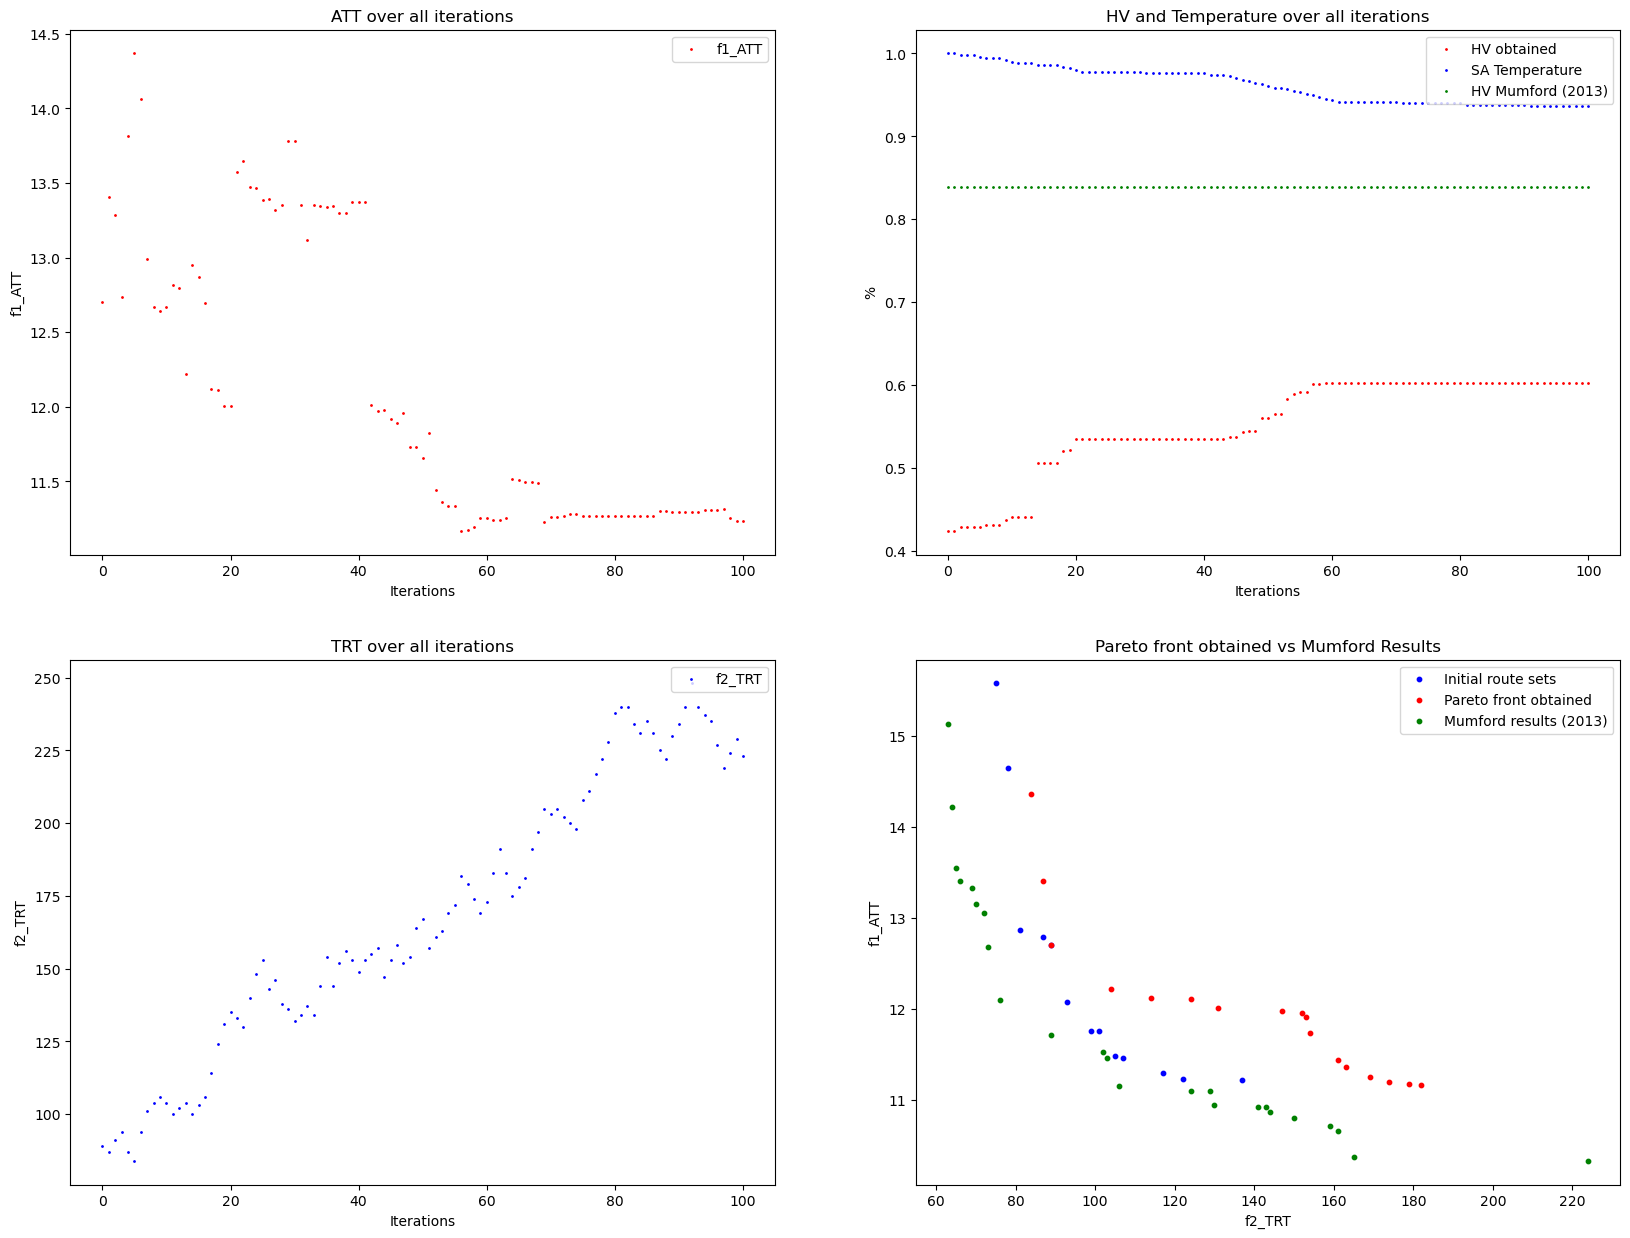 ATT over all iterations
f1_ATT
14.5
14.0
13.5
13.0
12.5
12.0
11.5
f1_ATT
0 20 40 60 80 100
Iterations
HV and Temperature over all iterations
HV obtained
SA Temperature
HV Mumford (2013)
1.0
0.9
0.8
0.7
0.6
0.5
0.4
%
0 20 40 60 80 100
Iterations
TRT over all iterations
f2_TRT
250
225
200
175
150
125
100
f2_TRT
0 20 40 60 80 100
Iterations
Pareto front obtained vs Mumford Results
Initial route sets
Pareto front obtained
Mumford results (2013)
15
14
13
12
11
f1_ATT
60 80 100 120 140 160 180 200 220
f2_TRT